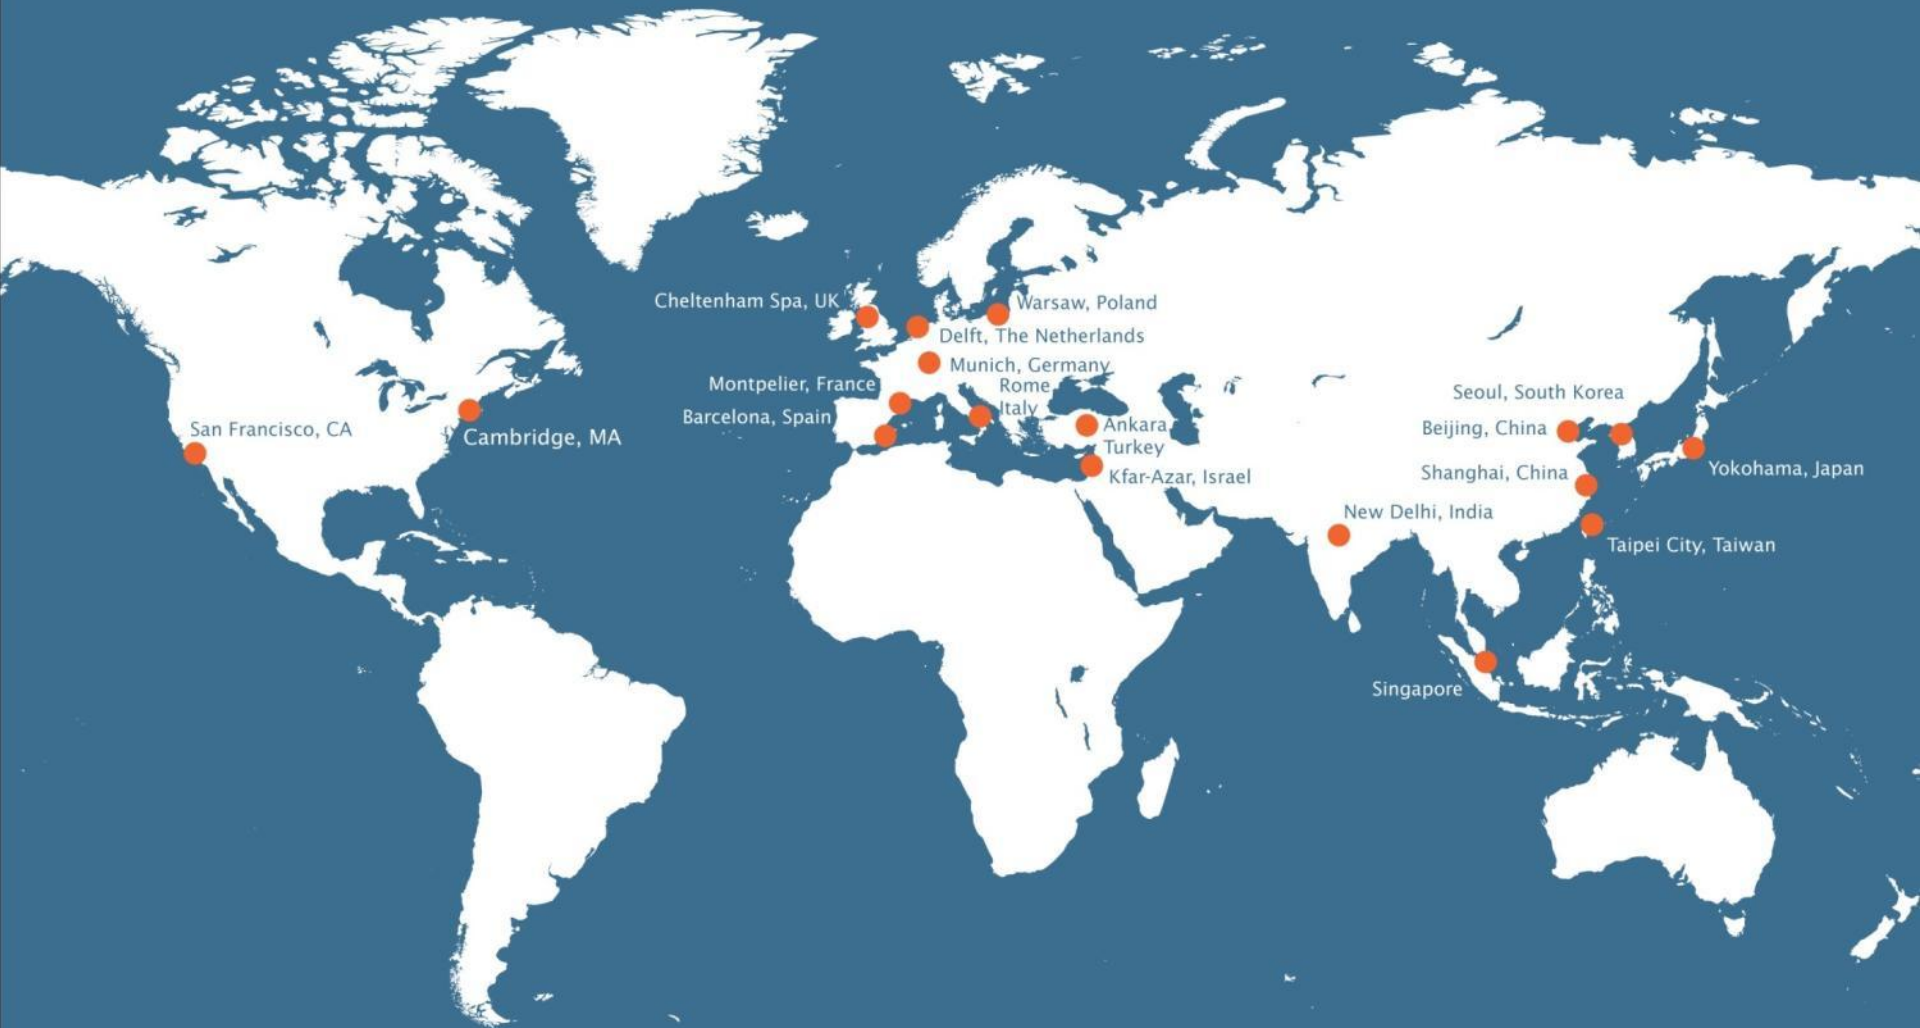 Cheltenham Spa, UK
Warsaw, Poland
Delft, The Netherlands
Munich, Germany
Montpelier, France
Rome
Italy
Barcelona, Spain
San Francisco, CA
Cambridge, MA
Ankara
Turkey
Kfar-Azar, Israel
Seoul, South Korea
Beijing, China
Yokohama, Japan
Shanghai, China
New Delhi, India
Taipei City, Taiwan
Singapore